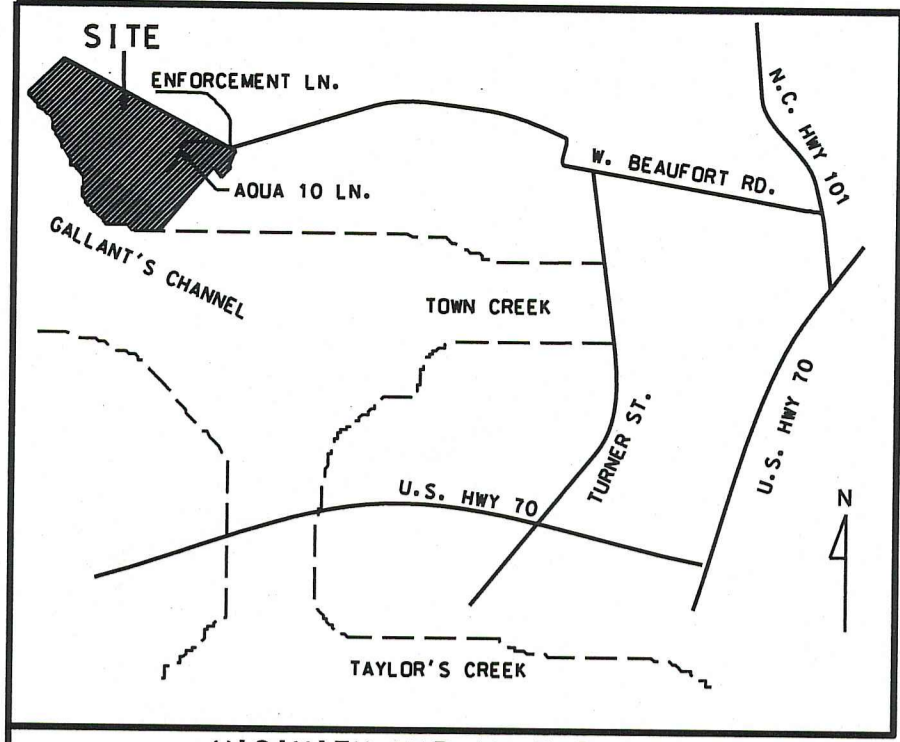 SITE
ENFORCEMENT LN.
N.C. HWY 101
W. BEAUFORT RD.
AQUA 10 LN.
GALLANT'S CHANNEL
TOWN CREEK
U.S. HWY 70
TURNER ST.
U.S. HWY 70
N
TAYLOR'S CREEK